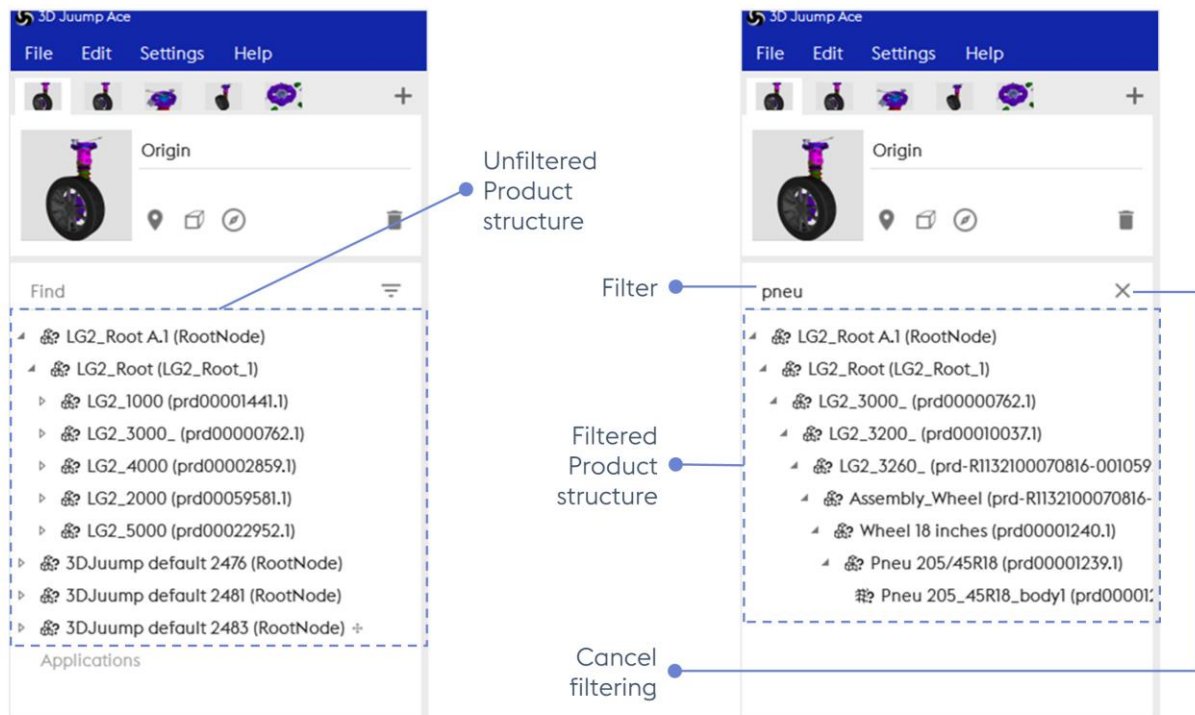 3D Juump Ace
File Edit Settings Help
Origin
Find
LG2_Root A.1 (RootNode)
LG2_Root (LG2_Root_1)
LG2_1000 (prd00001441.1)
LG2_3000_ (prd00000762.1)
LG2_4000 (prd00002859.1)
LG2_2000 (prd00059581.1)
LG2_5000 (prd00022952.1)
3DJuump default 2476 (RootNode)
3DJuump default 2481 (RootNode)
3DJuump default 2483 (RootNode)
Applications
Unfiltered
Product
structure
Filter
Filtered
Product
structure
Cancel
filtering
3D Juump Ace
File Edit Settings Help
Origin
pneu
LG2_Root A.1 (RootNode)
LG2_Root (LG2_Root_1)
LG2_3000_ (prd00000762.1)
LG2_3200_ (prd00010037.1)
LG2_3260_ (prd-R1132100070816-001059
Assembly_Wheel (prd-R1132100070816-
Wheel 18 inches (prd00001240.1)
Pneu 205/45R18 (prd00001239.1)
Pneu 205_45R18_body1 (prd000012